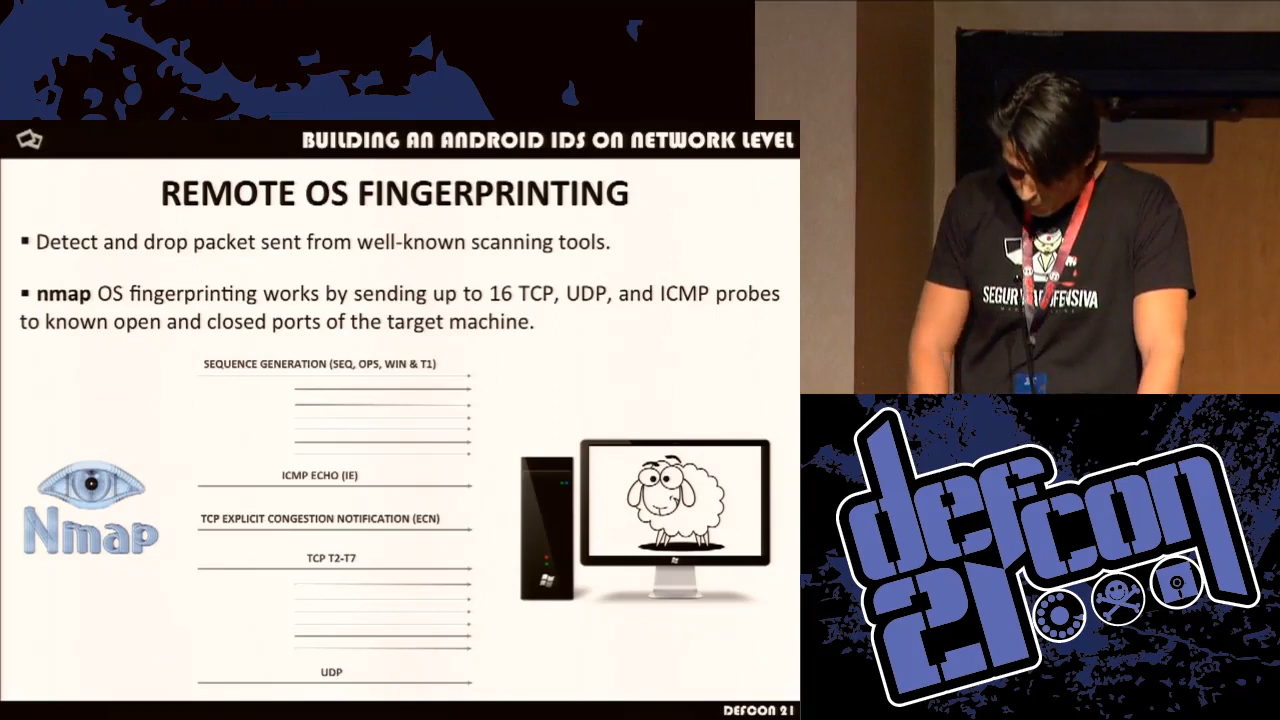 BUILDING AN ANDROID IDS ON NETWORK LEVEL
REMOTE OS FINGERPRINTING
▪ Detect and drop packet sent from well-known scanning tools.
▪ nmap OS fingerprinting works by sending up to 16 TCP, UDP, and ICMP probes
to known open and closed ports of the target machine.
SEQUENCE GENERATION (SEQ, OPS, WIN & T1)
ICMP ECHO (IE)
TCP EXPLICIT CONGESTION NOTIFICATION (ECN)
TCP T2-T7
UDP
Nmap
DEFCON 21
defcon
21